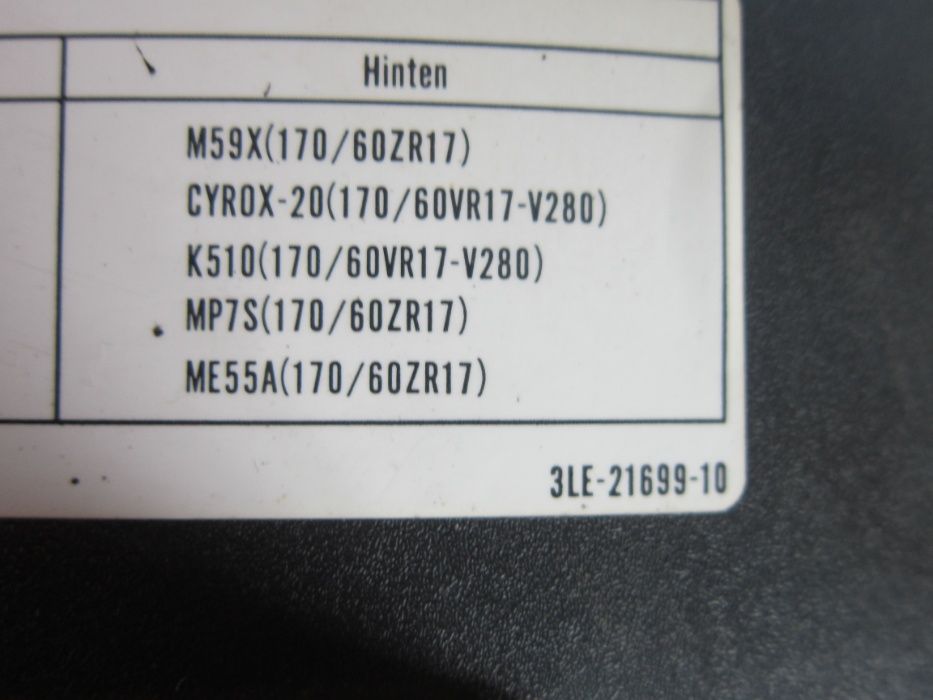 Hinten
M59X(170/60ZR17)
CYROX-20(170/60VR17-V280)
K510(170/60VR17-V280)
MP7S(170/60ZR17)
ME55A(170/60ZR17)
3LE-21699-10